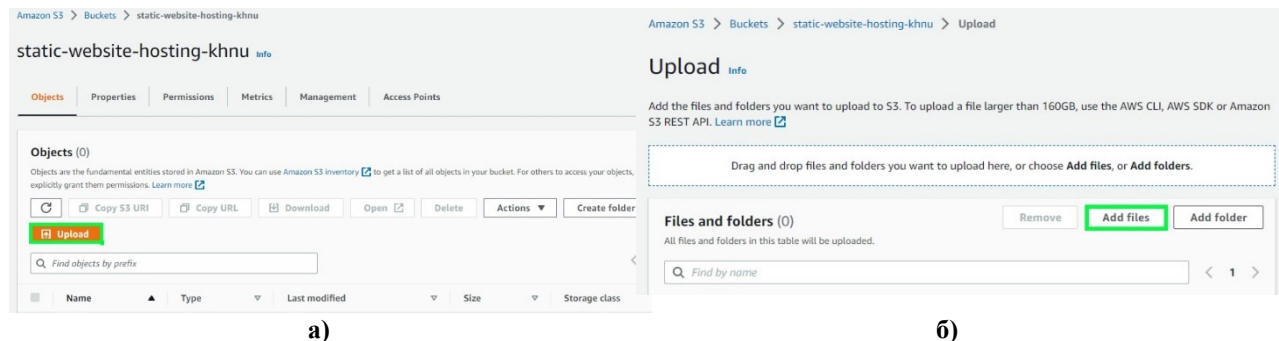 Amazon S3 > Buckets > static-website-hosting-khnu
static-website-hosting-khnu Info
Objects Properties Permissions Metrics Management Access Points
Objects (0)
Objects are the fundamental entities stored in Amazon S3. You can use Amazon S3 inventory to get a list of all objects in your bucket. For others to access your objects,
explicitly grant them permissions. Learn more
Copy S3 URI Copy URL Download Open Delete Actions Create folder
Upload
Find objects by prefix
Name Type Last modified Size Storage class
а)
Amazon S3 > Buckets > static-website-hosting-khnu > Upload
Upload Info
Add the files and folders you want to upload to S3. To upload a file larger than 160GB, use the AWS CLI, AWS SDK or Amazon
S3 REST API. Learn more
Drag and drop files and folders you want to upload here, or choose Add files, or Add folders.
Files and folders (0) Remove Add files Add folder
All files and folders in this table will be uploaded.
Find by name < 1 >
б)